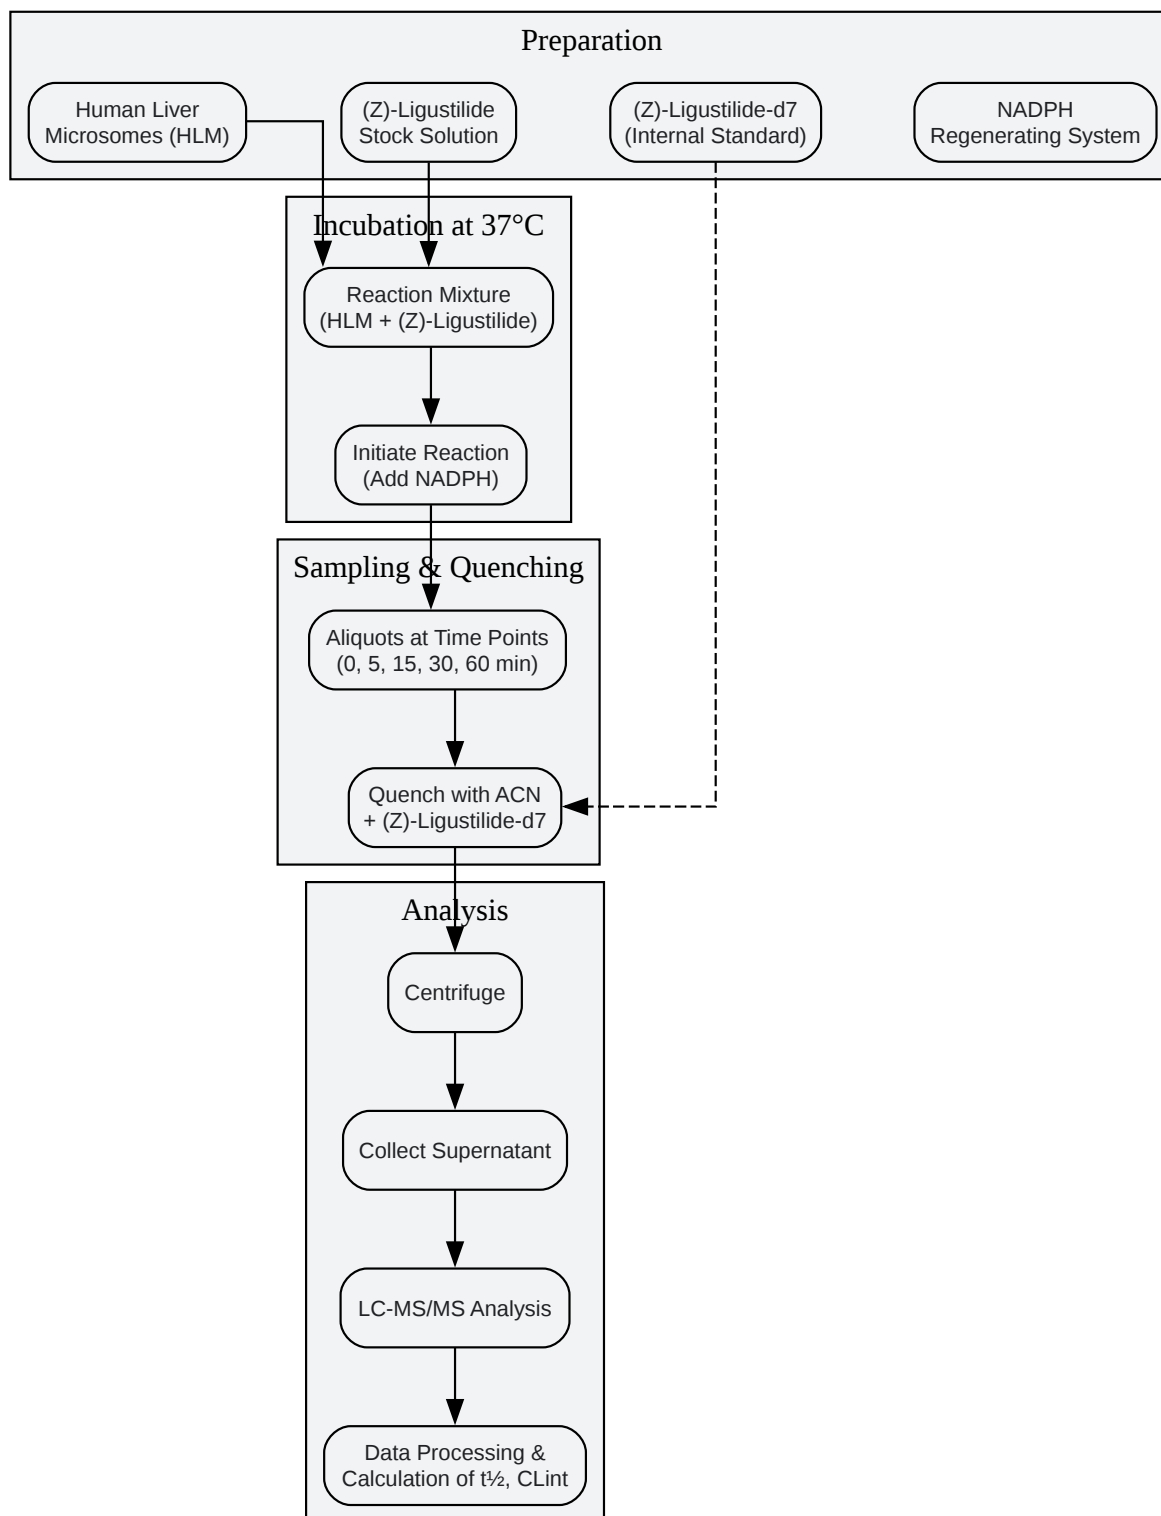 Preparation
Human Liver
Microsomes (HLM)
(Z)-Ligustilide
Stock Solution
(Z)-Ligustilide-d7
(Internal Standard)
NADPH
Regenerating System
Incubation at 37°C
Reaction Mixture
(HLM + (Z)-Ligustilide)
Initiate Reaction
(Add NADPH)
Sampling & Quenching
Aliquots at Time Points
(0, 5, 15, 30, 60 min)
Quench with ACN
+ (Z)-Ligustilide-d7
Analysis
Centrifuge
Collect Supernatant
LC-MS/MS Analysis
Data Processing &
Calculation of t½, CLint